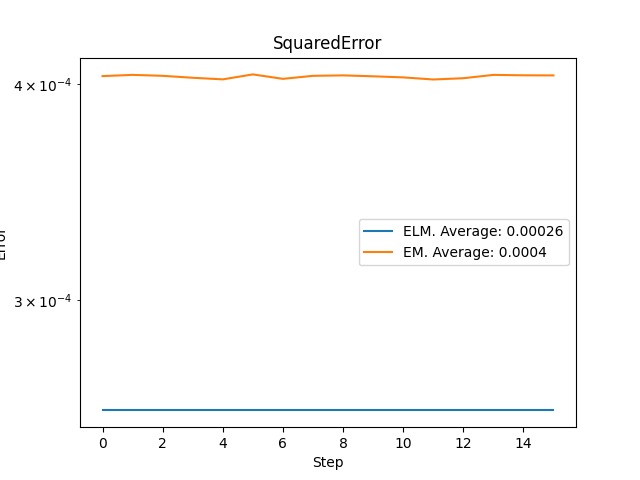 SquaredError
4 × 10⁻⁴
Error
ELM. Average: 0.00026
EM. Average: 0.0004
3 × 10⁻⁴
0 2 4 6 8 10 12 14
Step